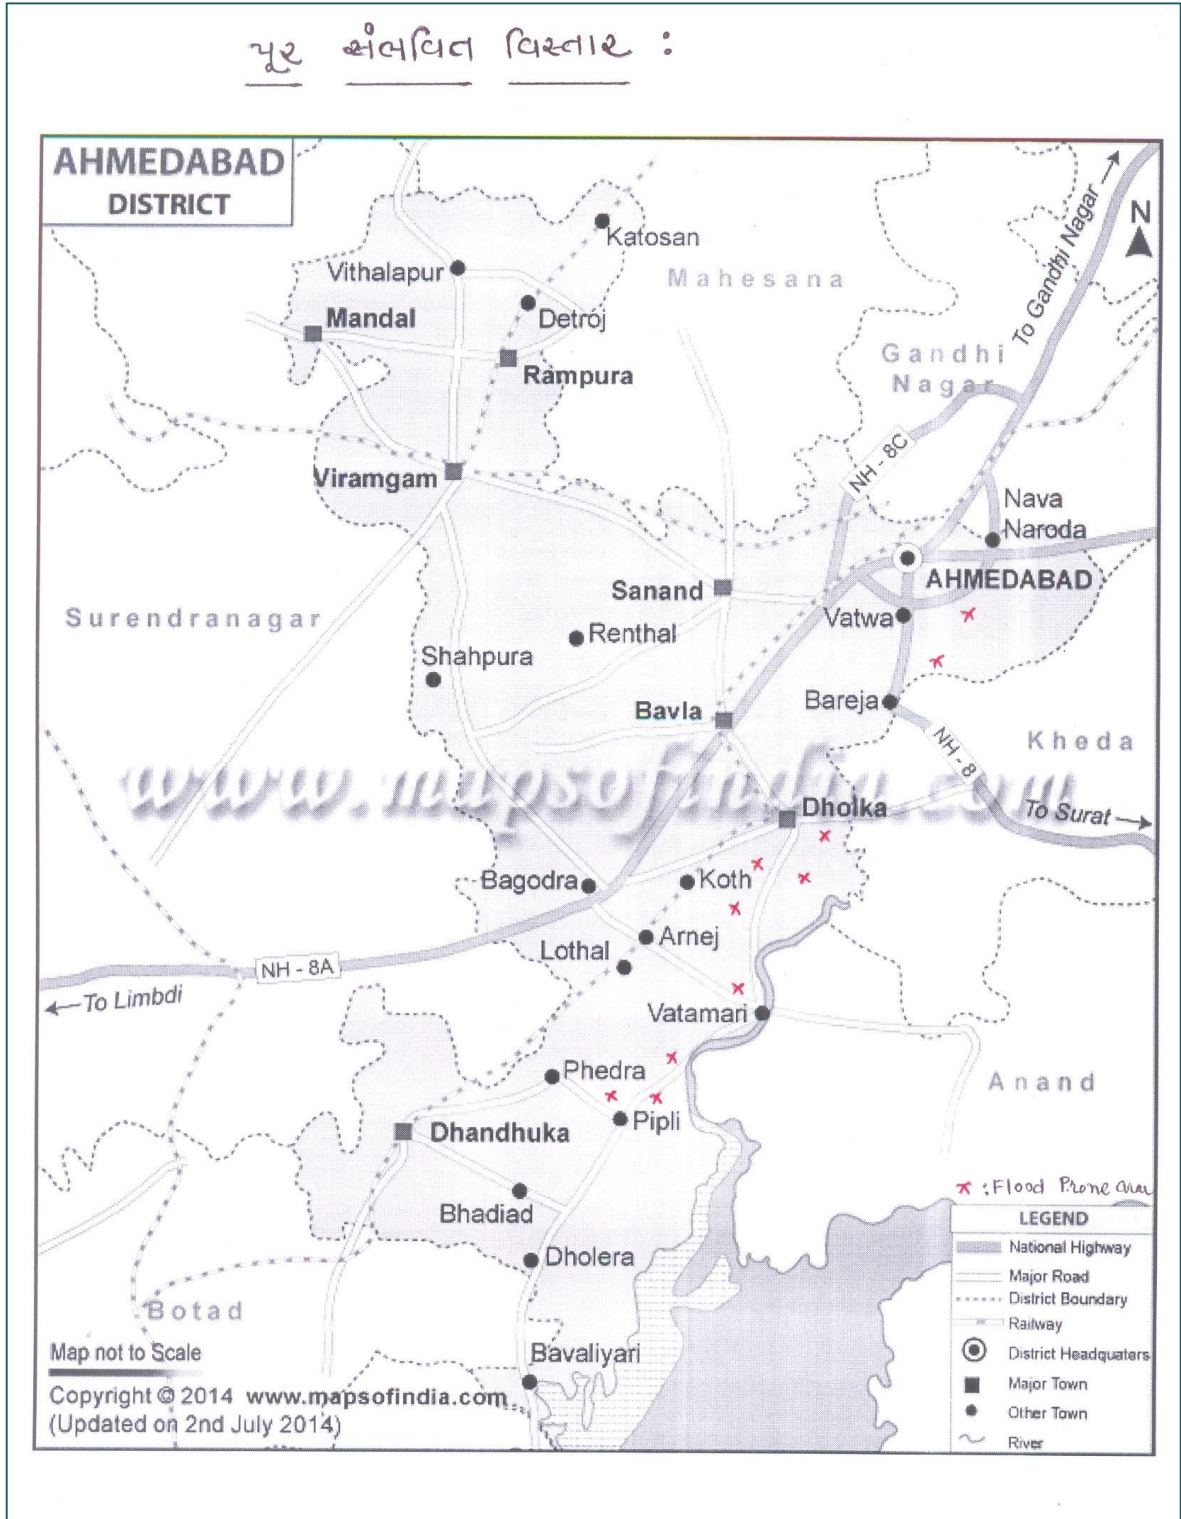 પૂર સંભવિત વિસ્તાર :
AHMEDABAD
DISTRICT
To Gandhi Nagar
N
Katosan
Mahesana
Vithalapur
Detroj
Mandal
Rampura
Gandhi
Nagar
NH - 8C
Viramgam
Nava
Naroda
AHMEDABAD
Sanand
Vatwa
Surendranagar
Renthal
Shahpura
Bavla
Bareja
Kheda
NH - 8
www.mapsofindia.com
Dholka
To Surat
Bagodra
Koth
Arnej
Lothal
NH - 8A
To Limbdi
Vatamari
Phedra
Anand
Pipli
Dhandhuka
Bhadiad
Dholera
Botad
Bavaliyari
Map not to Scale
Copyright © 2014 www.mapsofindia.com
(Updated on 2nd July 2014)
x : Flood Prone Area
LEGEND
National Highway
Major Road
District Boundary
Railway
District Headquaters
Major Town
Other Town
River